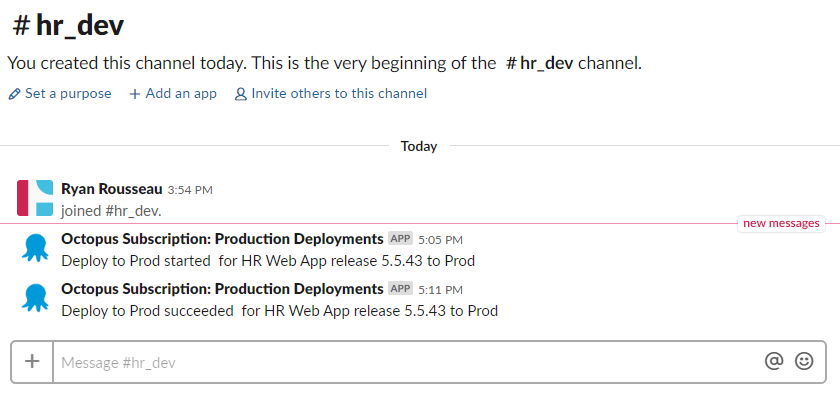 # hr_dev
You created this channel today. This is the very beginning of the # hr_dev channel.
Set a purpose + Add an app Invite others to this channel
Today
Ryan Rousseau 3:54 PM
joined #hr_dev.
new messages
Octopus Subscription: Production Deployments APP 5:05 PM
Deploy to Prod started for HR Web App release 5.5.43 to Prod
Octopus Subscription: Production Deployments APP 5:11 PM
Deploy to Prod succeeded for HR Web App release 5.5.43 to Prod
+ Message #hr_dev @